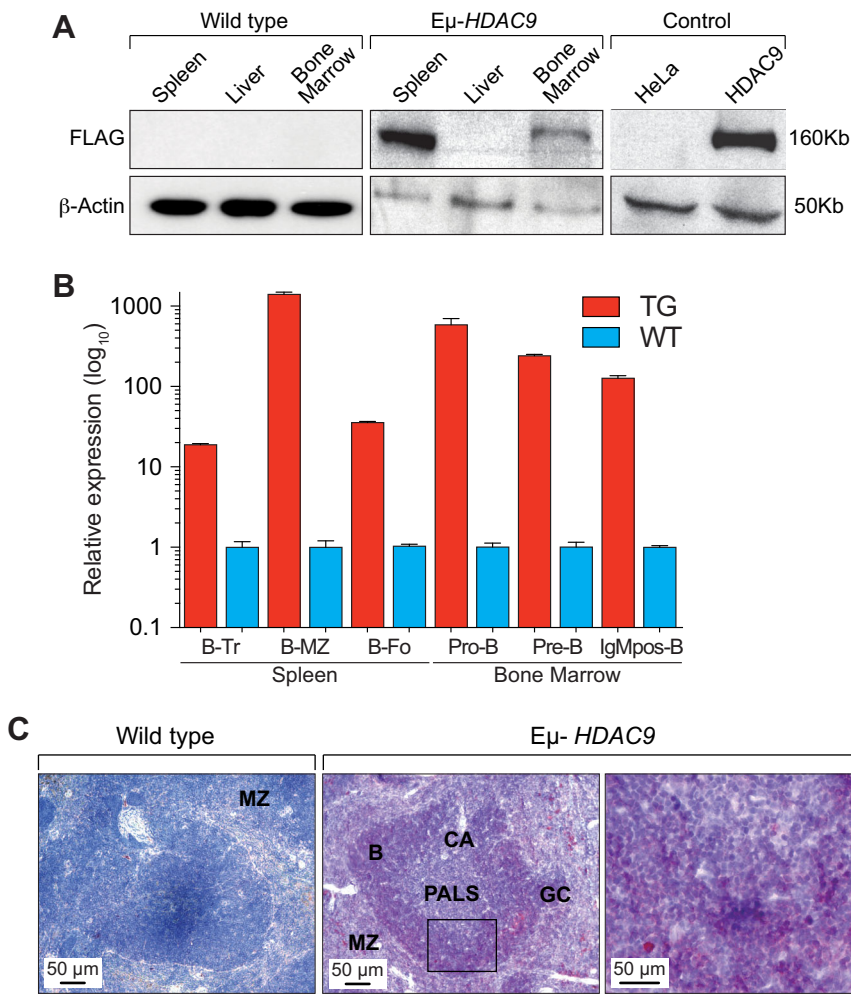 A
Wild type
Eμ-HDAC9
Control
Spleen
Liver
Bone
Marrow
Spleen
Liver
Bone
Marrow
HeLa
HDAC9
FLAG
160Kb
β-Actin
50Kb
B
Relative expression (log10)
1000
100
10
1
0.1
TG
WT
B-Tr
B-MZ
B-Fo
Pro-B
Pre-B
IgMpos-B
Spleen
Bone Marrow
C
Wild type
Eμ- HDAC9
MZ
50 μm
B
CA
PALS
GC
MZ
50 μm
50 μm